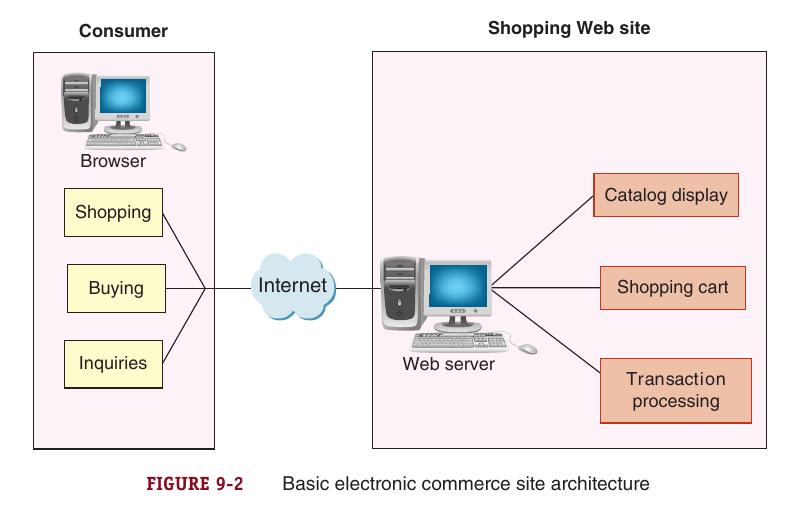 Consumer
Shopping Web site
Browser
Shopping
Buying
Inquiries
Internet
Web server
Catalog display
Shopping cart
Transaction
processing
FIGURE 9-2 Basic electronic commerce site architecture